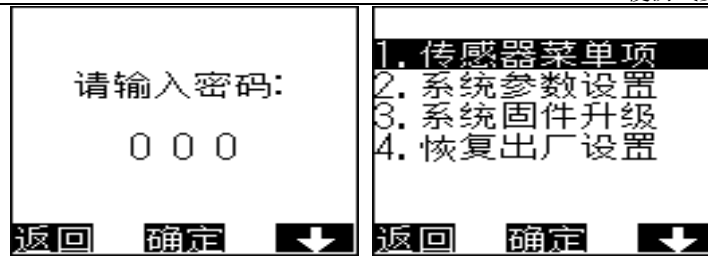 请输入密码:
0 0 0
返回 确定 ↓
1. 传感器菜单项
2. 系统参数设置
3. 系统固件升级
4. 恢复出厂设置
返回 确定 ↓